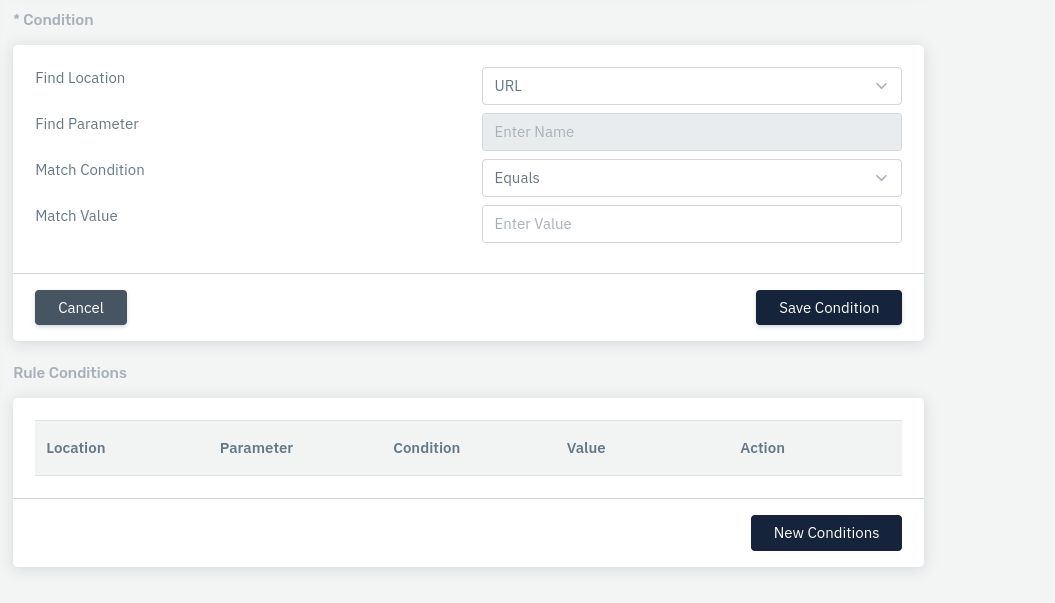 * Condition
Find Location
URL
Find Parameter
Enter Name
Match Condition
Equals
Match Value
Enter Value
Cancel
Save Condition
Rule Conditions
Location Parameter Condition Value Action
New Conditions